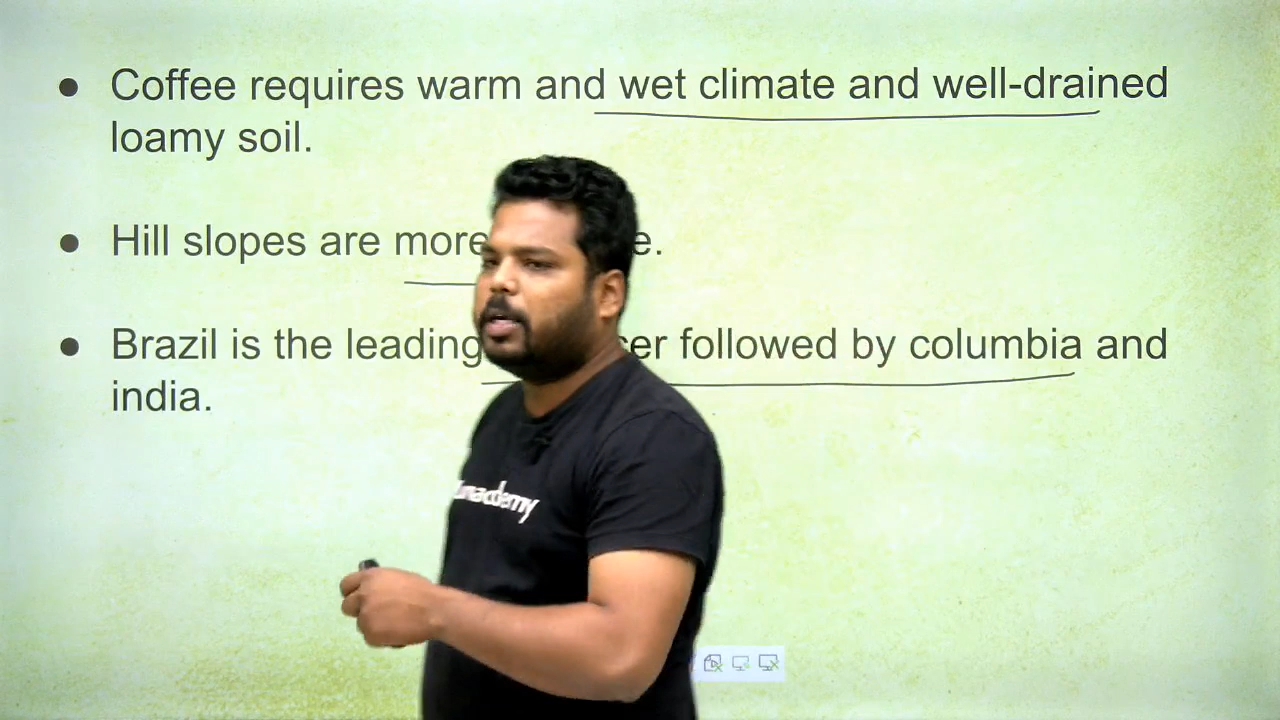 ● Coffee requires warm and wet climate and well-drained
loamy soil.
● Hill slopes are more
● Brazil is the leading followed by columbia and
india.
unacademy